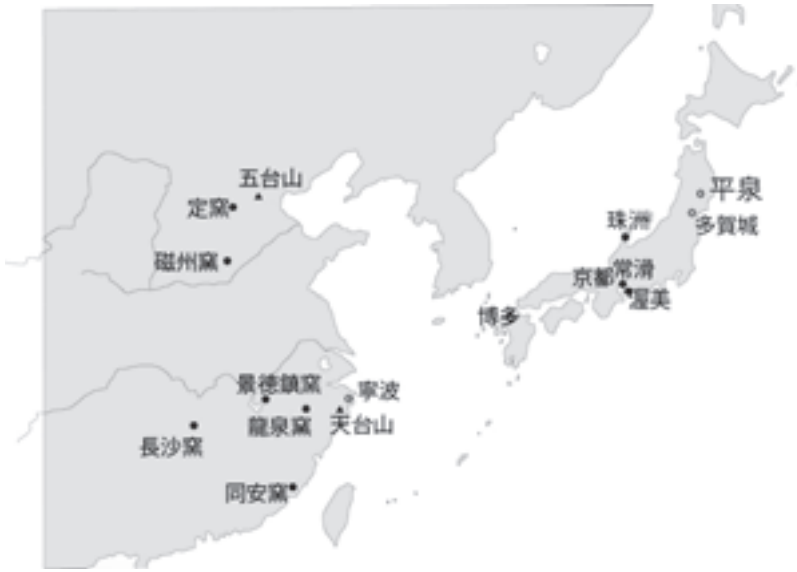 五台山
定窯
磁州窯
平泉
多賀城
珠洲
京都
常滑
渥美
博多
景徳鎮窯
寧波
龍泉窯
天台山
長沙窯
同安窯